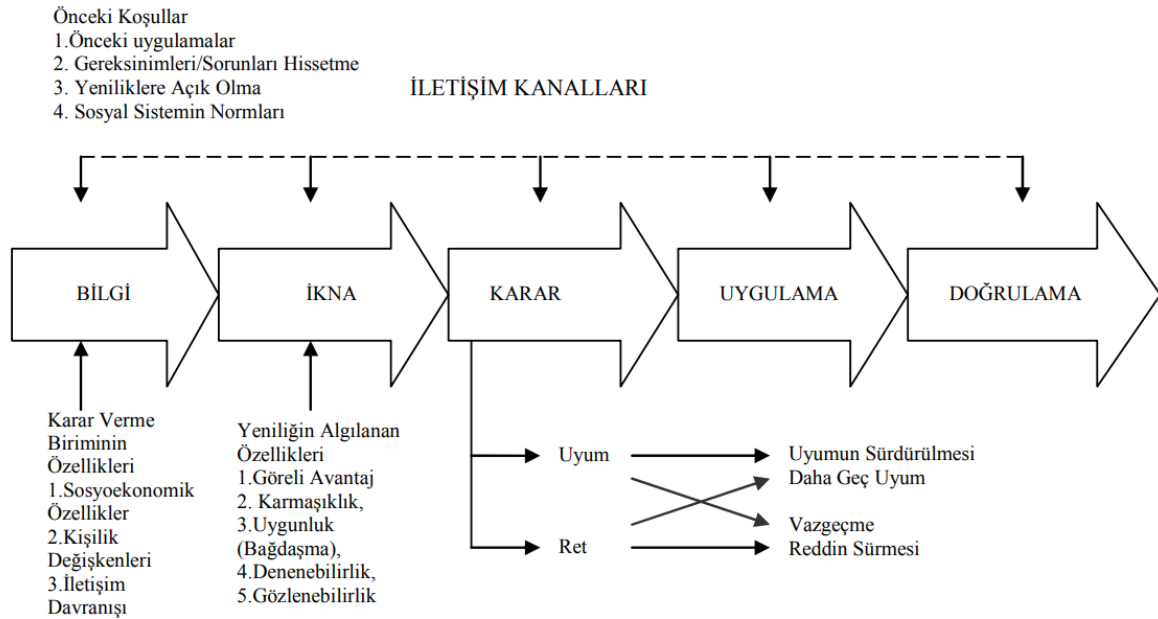 Önceki Koşullar
1.Önceki uygulamalar
2. Gereksinimleri/Sorunları Hissetme
3. Yeniliklere Açık Olma
4. Sosyal Sistemin Normları
İLETİŞİM KANALLARI
BİLGİ
İKNA
KARAR
UYGULAMA
DOĞRULAMA
Karar Verme
Biriminin
Özellikleri
1.Sosyoekonomik
Özellikler
2.Kişilik
Değişkenleri
3.İletişim
Davranışı
Yeniliğin Algılanan
Özellikleri
1.Göreli Avantaj
2. Karmaşıklık,
3.Uygunluk
(Bağdaşma),
4.Denenebilirlik,
5.Gözlenebilirlik
Uyum
Ret
Uyumun Sürdürülmesi
Daha Geç Uyum
Vazgeçme
Reddin Sürmesi